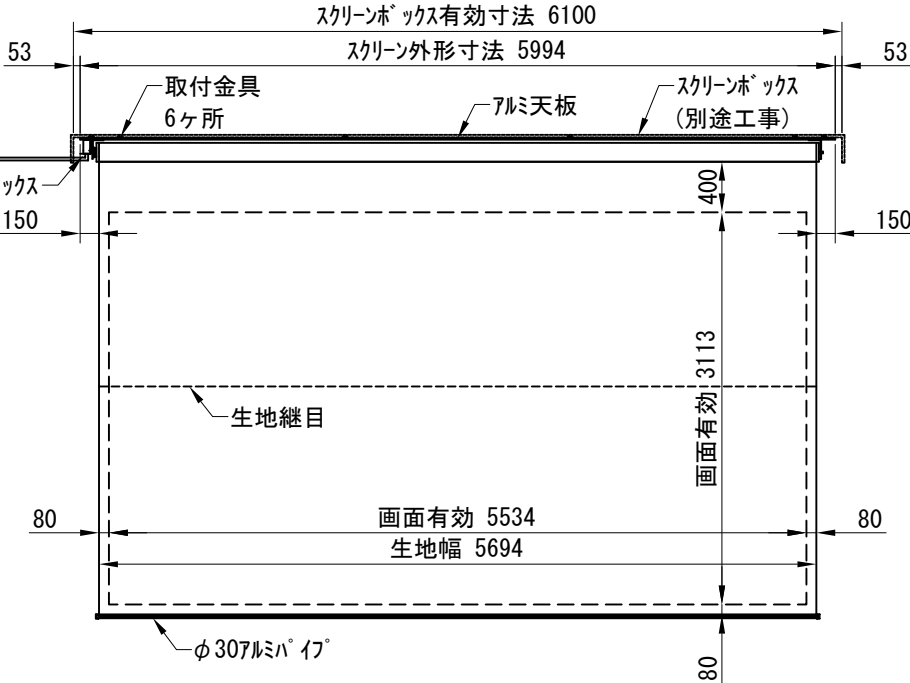 スクリーンボックス有効寸法 6100
53
スクリーン外形寸法 5994
53
取付金具
6ヶ所
アルミ天板
スクリーンボックス
(別途工事)
ックス
400
150
150
画面有効 3113
生地継目
80
画面有効 5534
80
生地幅 5694
φ30アルミパイプ
80